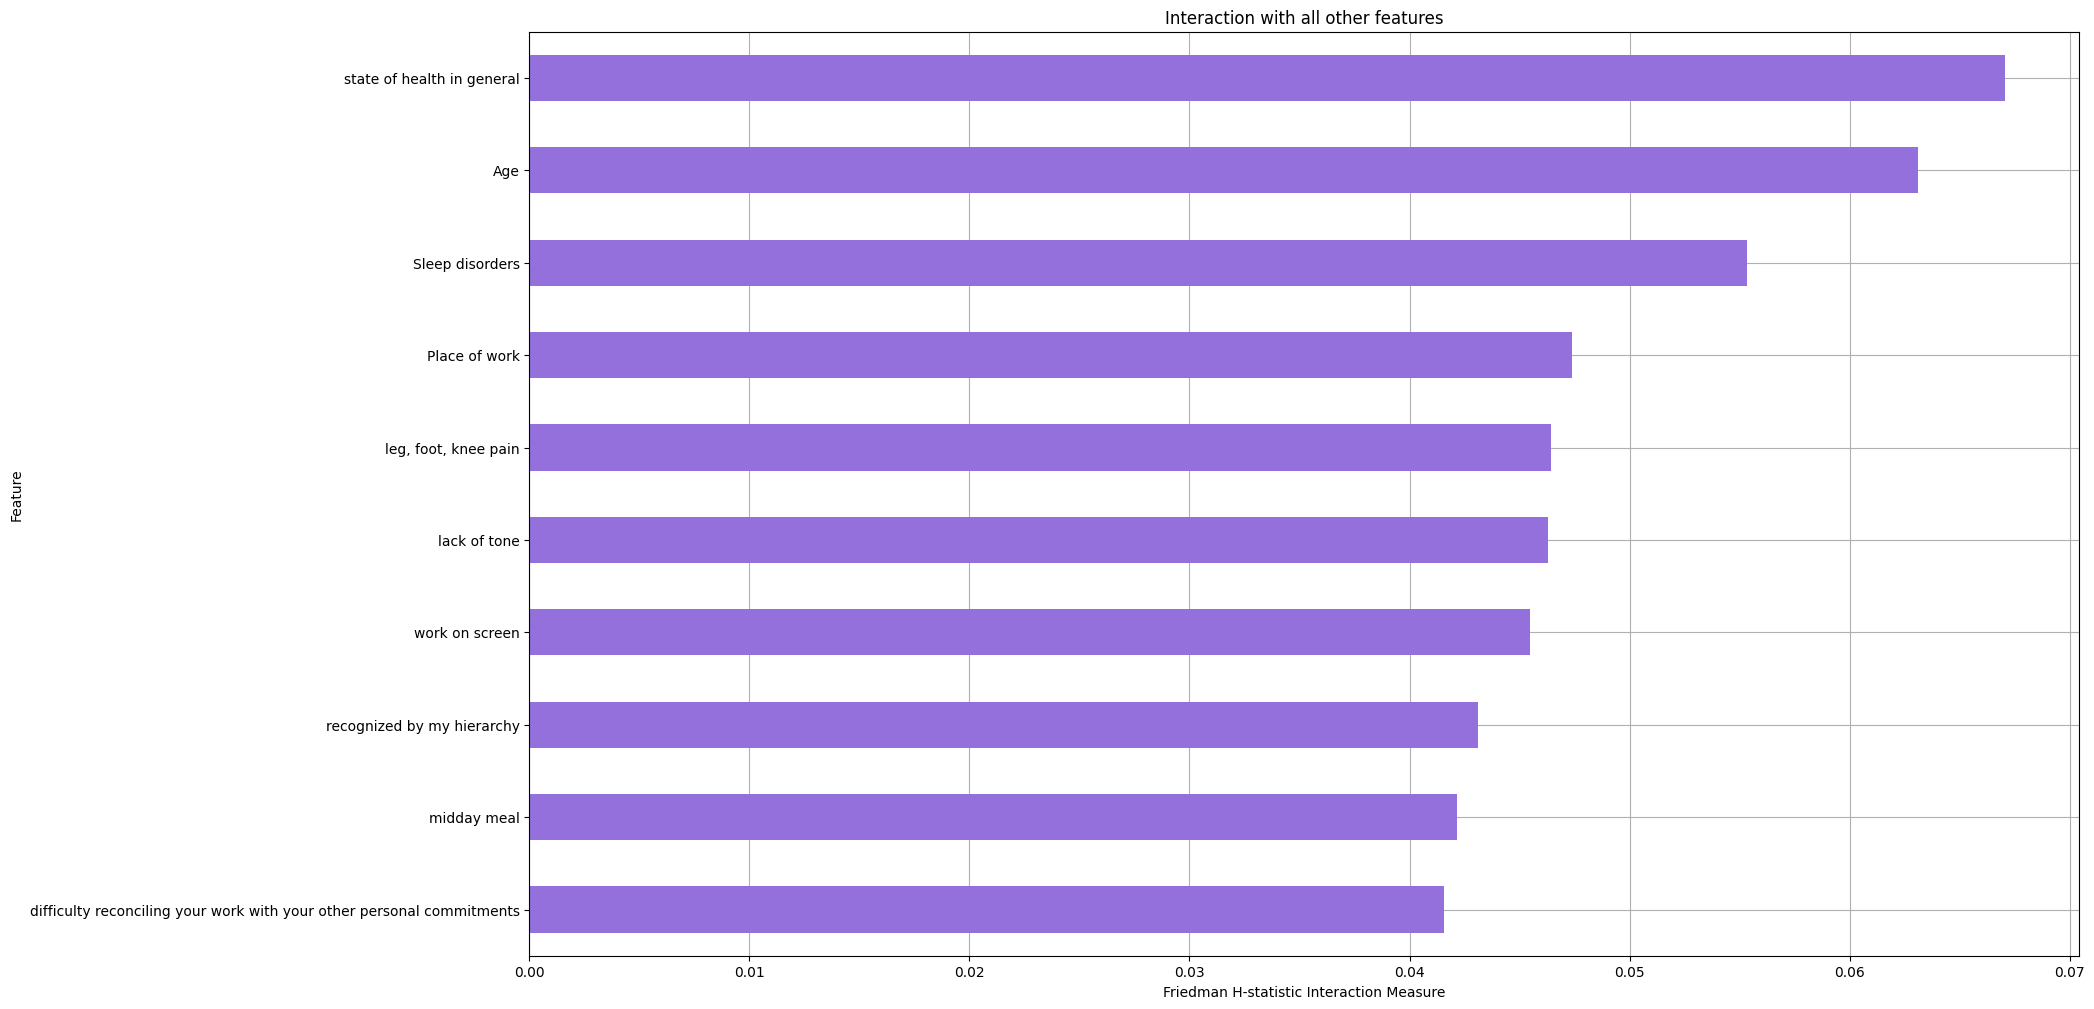 Interaction with all other features
state of health in general
Age
Sleep disorders
Place of work
leg, foot, knee pain
lack of tone
work on screen
recognized by my hierarchy
midday meal
difficulty reconciling your work with your other personal commitments
Feature
0.00 0.01 0.02 0.03 0.04 0.05 0.06 0.07
Friedman H-statistic Interaction Measure